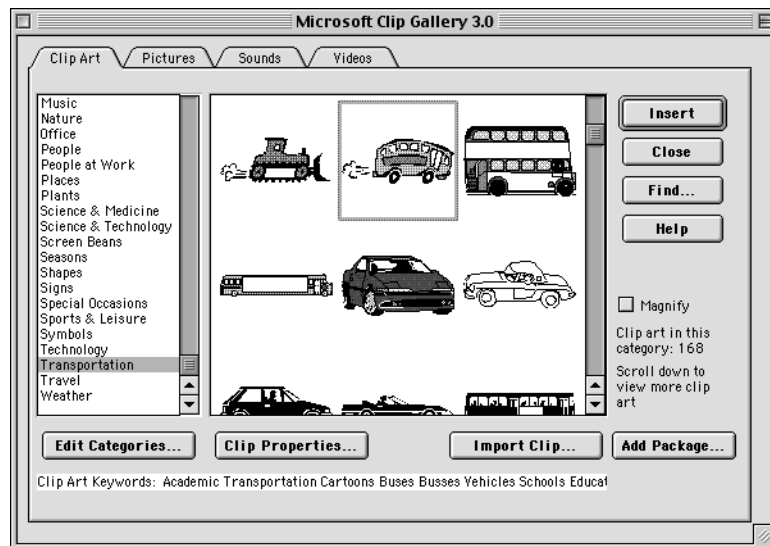 Microsoft Clip Gallery 3.0
Clip Art
Pictures
Sounds
Videos
Music
Nature
Office
People
People at Work
Places
Plants
Science & Medicine
Science & Technology
Screen Beans
Seasons
Shapes
Signs
Special Occasions
Sports & Leisure
Symbols
Technology
Transportation
Travel
Weather
Insert
Close
Find...
Help
Magnify
Clip art in this
category: 168
Scroll down to
view more clip
art
Edit Categories...
Clip Properties...
Import Clip...
Add Package...
Clip Art Keywords: Academic Transportation Cartoons Buses Busses Vehicles Schools Educat